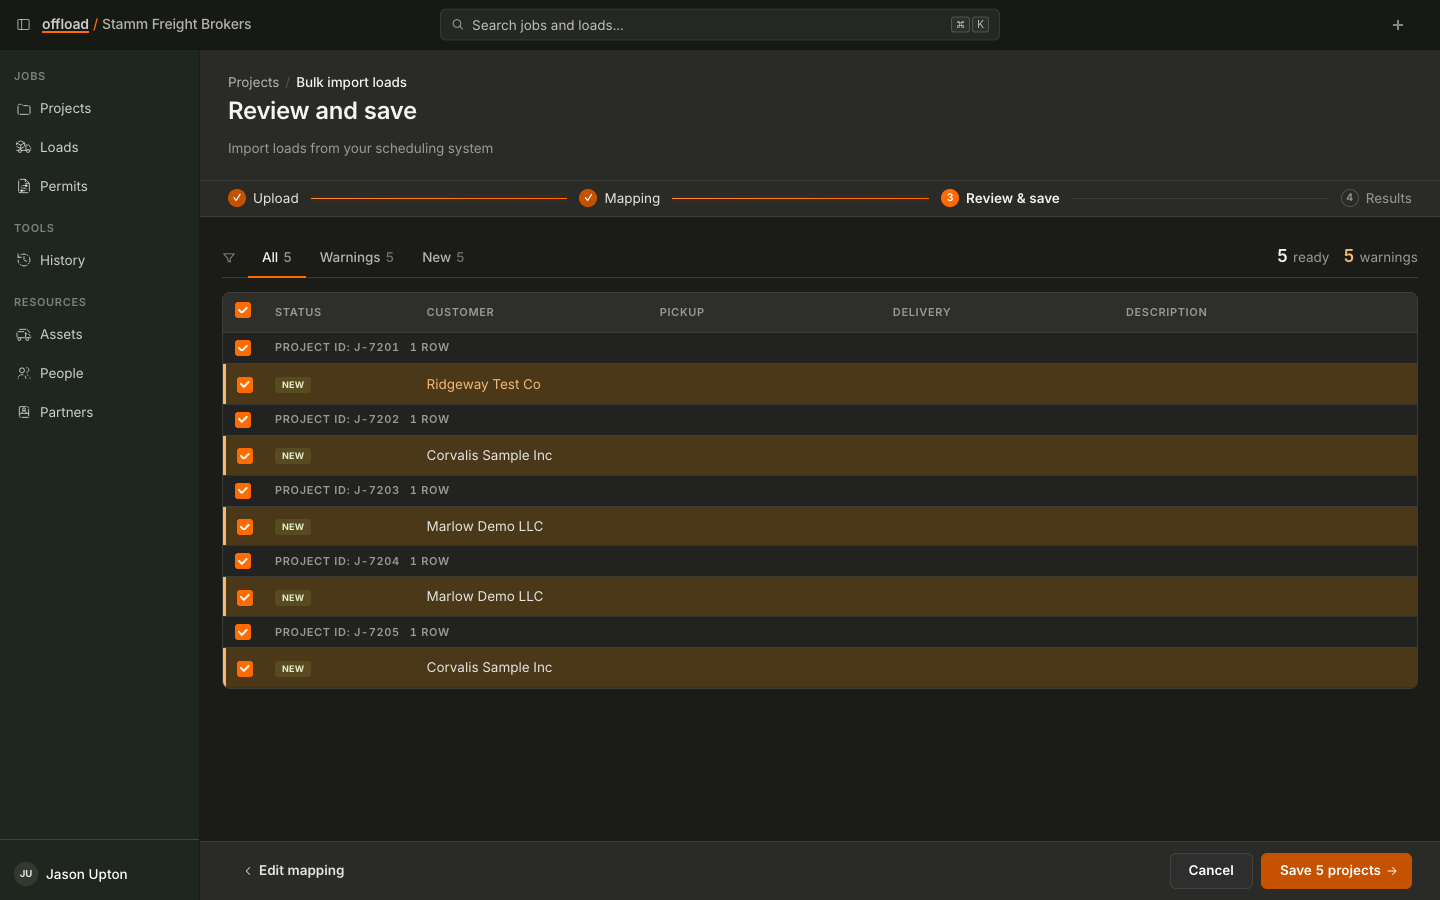 offload / Stamm Freight Brokers
Search jobs and loads...
⌘ K
JOBS
Projects
Loads
Permits
TOOLS
History
RESOURCES
Assets
People
Partners
JU Jason Upton
Projects / Bulk import loads
Review and save
Import loads from your scheduling system
Upload Mapping 3 Review & save 4 Results
All 5 Warnings 5 New 5 5 ready 5 warnings
STATUS CUSTOMER PICKUP DELIVERY DESCRIPTION
PROJECT ID: J-7201 1 ROW
NEW Ridgeway Test Co
PROJECT ID: J-7202 1 ROW
NEW Corvalis Sample Inc
PROJECT ID: J-7203 1 ROW
NEW Marlow Demo LLC
PROJECT ID: J-7204 1 ROW
NEW Marlow Demo LLC
PROJECT ID: J-7205 1 ROW
NEW Corvalis Sample Inc
Edit mapping Cancel Save 5 projects →